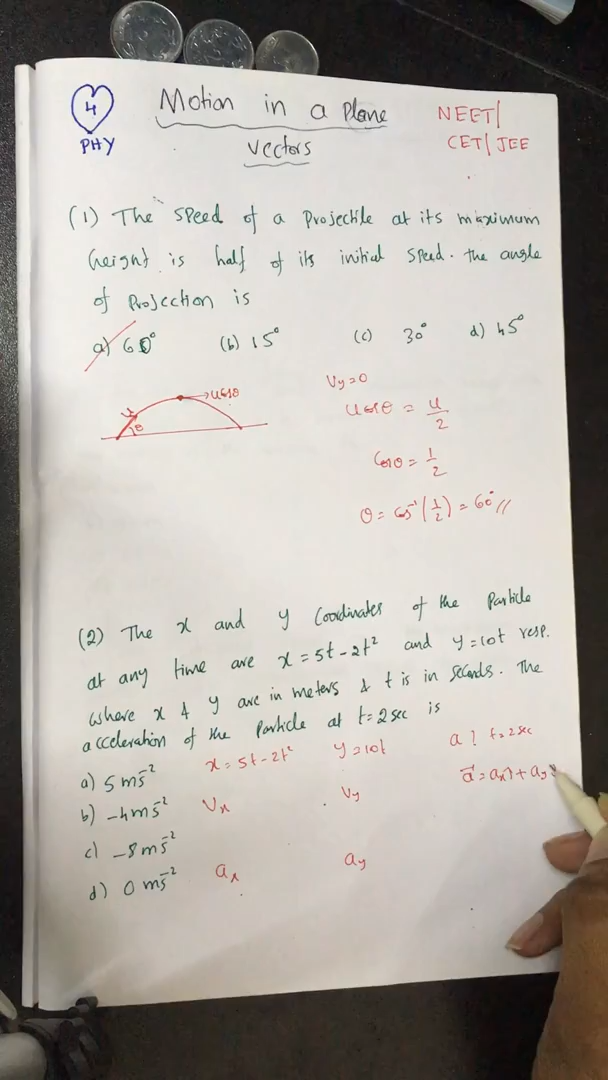 4
PHY
Motion in a Plane
Vectors
NEET/
CET/JEE
(1) The speed of a projectile at its maximum
height is half of its initial speed. the angle
of Projection is
a) 60° (b) 15° (c) 30° d) 45°
u
θ
ucosθ
Vy=0
ucosθ = u/2
cosθ = 1/2
θ = cos⁻¹(1/2) = 60° //
(2) The x and y Coordinates of the Particle
at any time are x = 5t - 2t² and y = 10t resp.
where x & y are in meters & t is in seconds. The
acceleration of the Particle at t = 2 sec is
a) 5 ms⁻²
b) -4 ms⁻²
c) -8 ms⁻²
d) 0 ms⁻²
x = 5t - 2t² y = 10t a ? t = 2 sec
Vx Vy a⃗ = ax î + ay
ax ay